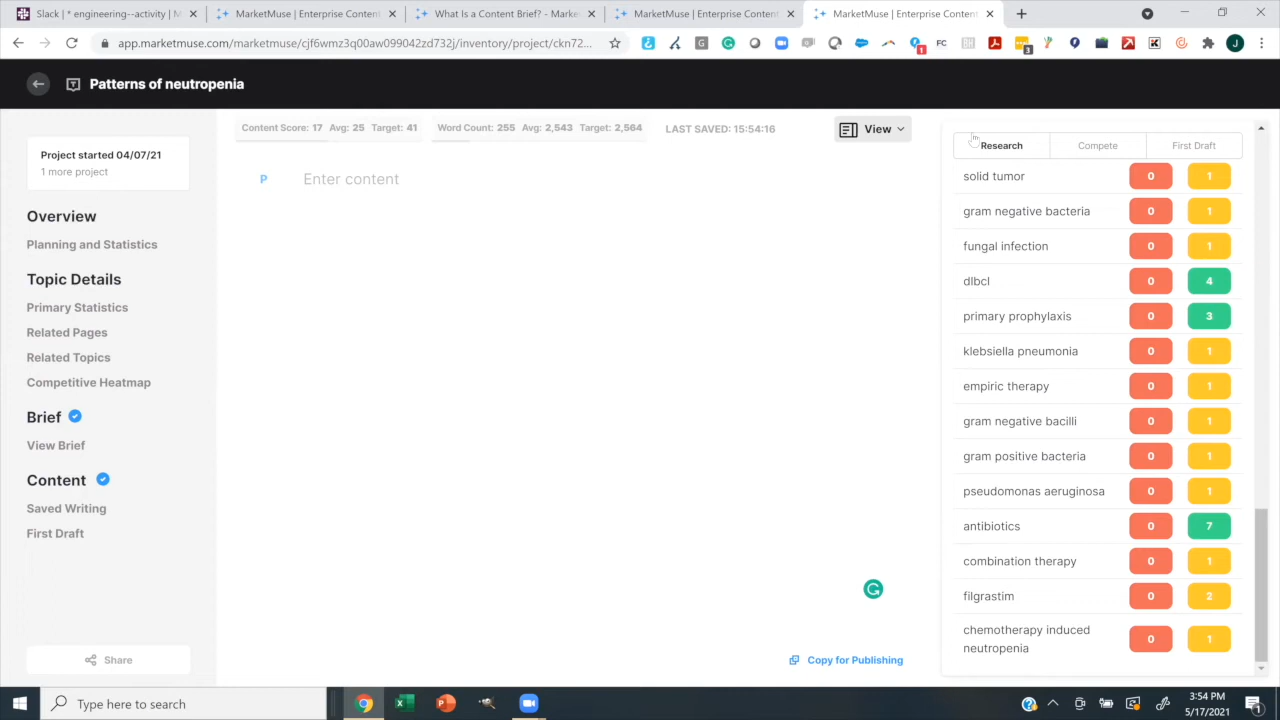 Slack | * engineering--activity | M
MarketMuse | Enterprise Conten
What Is a Content Brief? - Marke
MarketMuse | Enterprise Conten
MarketMuse | Enterprise Conten
app.marketmuse.com/marketmuse/cjf6wmz3q00aw099042pd73j/inventory/project/ckn72...
Patterns of neutropenia
Project started 04/07/21
1 more project
Overview
Planning and Statistics
Topic Details
Primary Statistics
Related Pages
Related Topics
Competitive Heatmap
Brief
View Brief
Content
Saved Writing
First Draft
Share
Content Score: 17 Avg: 25 Target: 41
Word Count: 255 Avg: 2,543 Target: 2,564
LAST SAVED: 15:54:16
View
P Enter content
Copy for Publishing
Research Compete First Draft
solid tumor 0 1
gram negative bacteria 0 1
fungal infection 0 1
dlbcl 0 4
primary prophylaxis 0 3
klebsiella pneumonia 0 1
empiric therapy 0 1
gram negative bacilli 0 1
gram positive bacteria 0 1
pseudomonas aeruginosa 0 1
antibiotics 0 7
combination therapy 0 1
filgrastim 0 2
chemotherapy induced
neutropenia 0 1
Type here to search
3:54 PM
5/17/2021